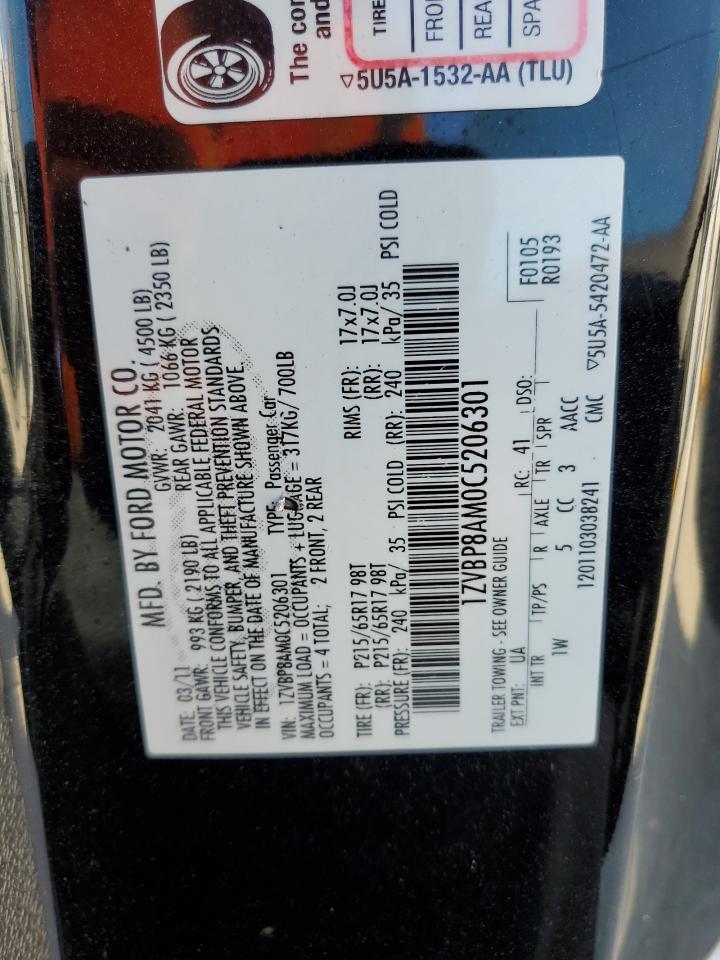 The cor
and
TIRE
FRO
REA
SPA
▽5U5A-1532-AA (TLU)
MFD. BY FORD MOTOR CO.
DATE: 03/11 GVWR: 2041 KG ( 4500 LB)
FRONT GAWR: 993 KG ( 2190 LB) REAR GAWR: 1066 KG ( 2350 LB)
THIS VEHICLE CONFORMS TO ALL APPLICABLE FEDERAL MOTOR
VEHICLE SAFETY, BUMPER, AND THEFT PREVENTION STANDARDS
IN EFFECT ON THE DATE OF MANUFACTURE SHOWN ABOVE.
VIN: 1ZVBP8AM0C5206301 TYPE: Passenger Car
MAXIMUM LOAD = OCCUPANTS + LUGGAGE = 317KG/ 700LB
OCCUPANTS = 4 TOTAL; 2 FRONT, 2 REAR
TIRE (FR): P215/65R17 98T RIMS (FR): 17x7.0J
(RR): P215/65R17 98T (RR): 17x7.0J
PRESSURE (FR): 240 kPa/ 35 PSI COLD (RR): 240 kPa/ 35 PSI COLD
1ZVBP8AM0C5206301
TRAILER TOWING - SEE OWNER GUIDE
F0105
R0193
EXT PNT: UA RC: 41 DSO:
INT TR TP/PS R AXLE TR SPR
1W 5 CC 3 AACC
1201103038241 CMC ▽5U5A-5420472-AA